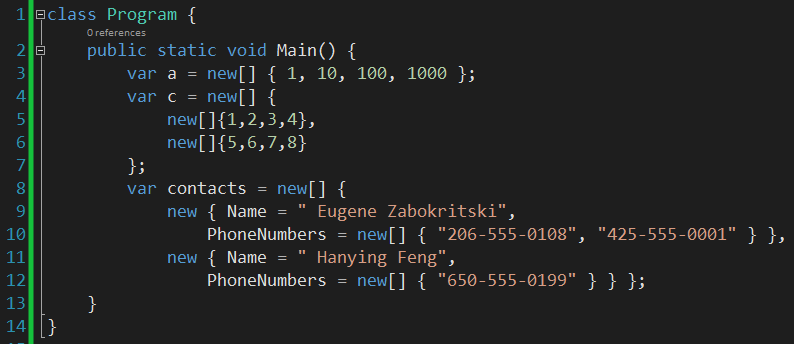 1 class Program {
0 references
2 public static void Main() {
3 var a = new[] { 1, 10, 100, 1000 };
4 var c = new[] {
5 new[]{1,2,3,4},
6 new[]{5,6,7,8}
7 };
8 var contacts = new[] {
9 new { Name = " Eugene Zabokritski",
10 PhoneNumbers = new[] { "206-555-0108", "425-555-0001" } },
11 new { Name = " Hanying Feng",
12 PhoneNumbers = new[] { "650-555-0199" } } };
13 }
14 }